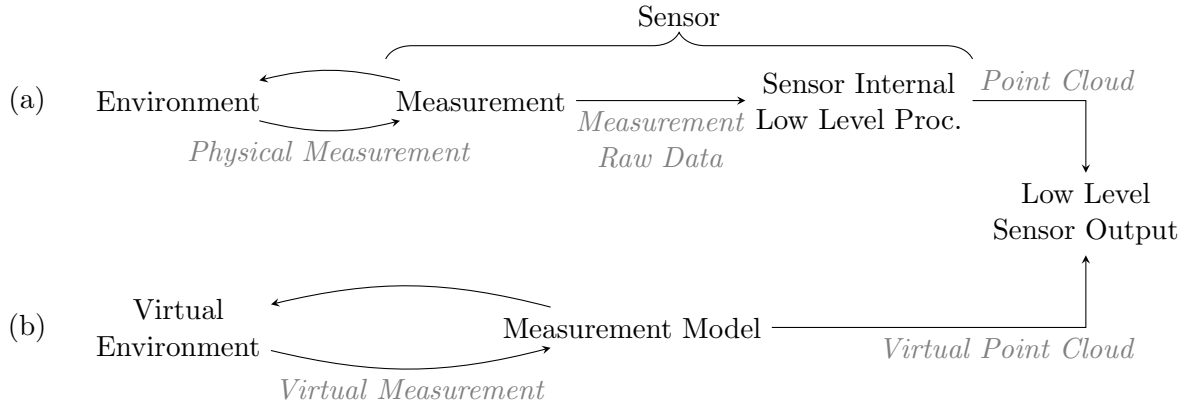 Sensor
(a)
Environment
Measurement
Physical Measurement
Measurement
Raw Data
Sensor Internal
Low Level Proc.
Point Cloud
Low Level
Sensor Output
(b)
Virtual
Environment
Measurement Model
Virtual Measurement
Virtual Point Cloud